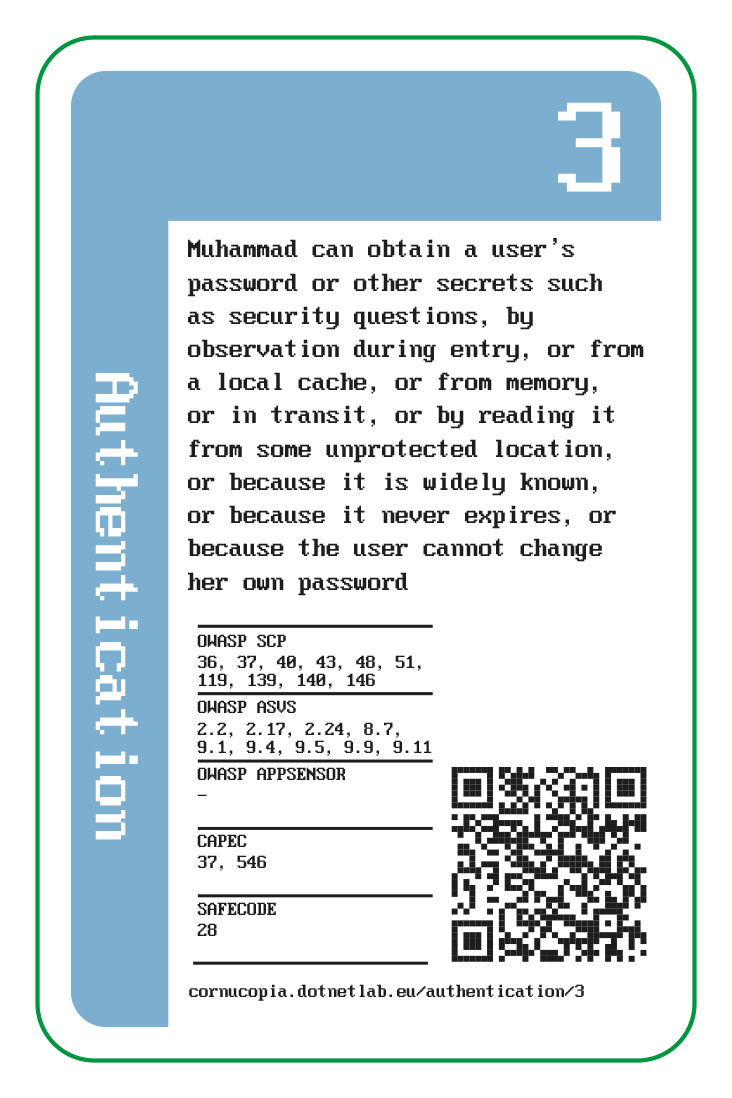 3
Muhammad can obtain a user's
password or other secrets such
as security questions, by
observation during entry, or from
a local cache, or from memory,
or in transit, or by reading it
from some unprotected location,
or because it is widely known,
or because it never expires, or
because the user cannot change
her own password
Authentication
OWASP SCP
36, 37, 40, 43, 48, 51,
119, 139, 140, 146
OWASP ASVS
2.2, 2.17, 2.24, 8.7,
9.1, 9.4, 9.5, 9.9, 9.11
OWASP APPSENSOR
–
CAPEC
37, 546
SAFECODE
28
cornucopia.dotnetlab.eu/authentication/3